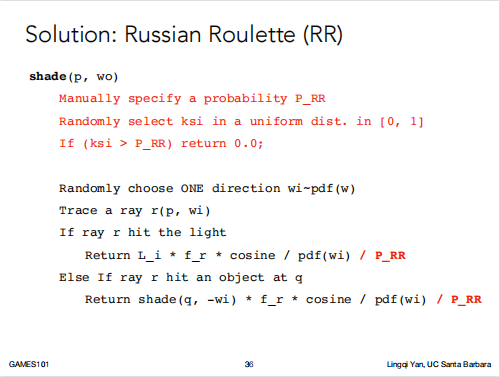 Solution: Russian Roulette (RR)
shade(p, wo)
Manually specify a probability P_RR
Randomly select ksi in a uniform dist. in [0, 1]
If (ksi > P_RR) return 0.0;
Randomly choose ONE direction wi~pdf(w)
Trace a ray r(p, wi)
If ray r hit the light
Return L_i * f_r * cosine / pdf(wi) / P_RR
Else If ray r hit an object at q
Return shade(q, -wi) * f_r * cosine / pdf(wi) / P_RR
GAMES101
36
Lingqi Yan, UC Santa Barbara